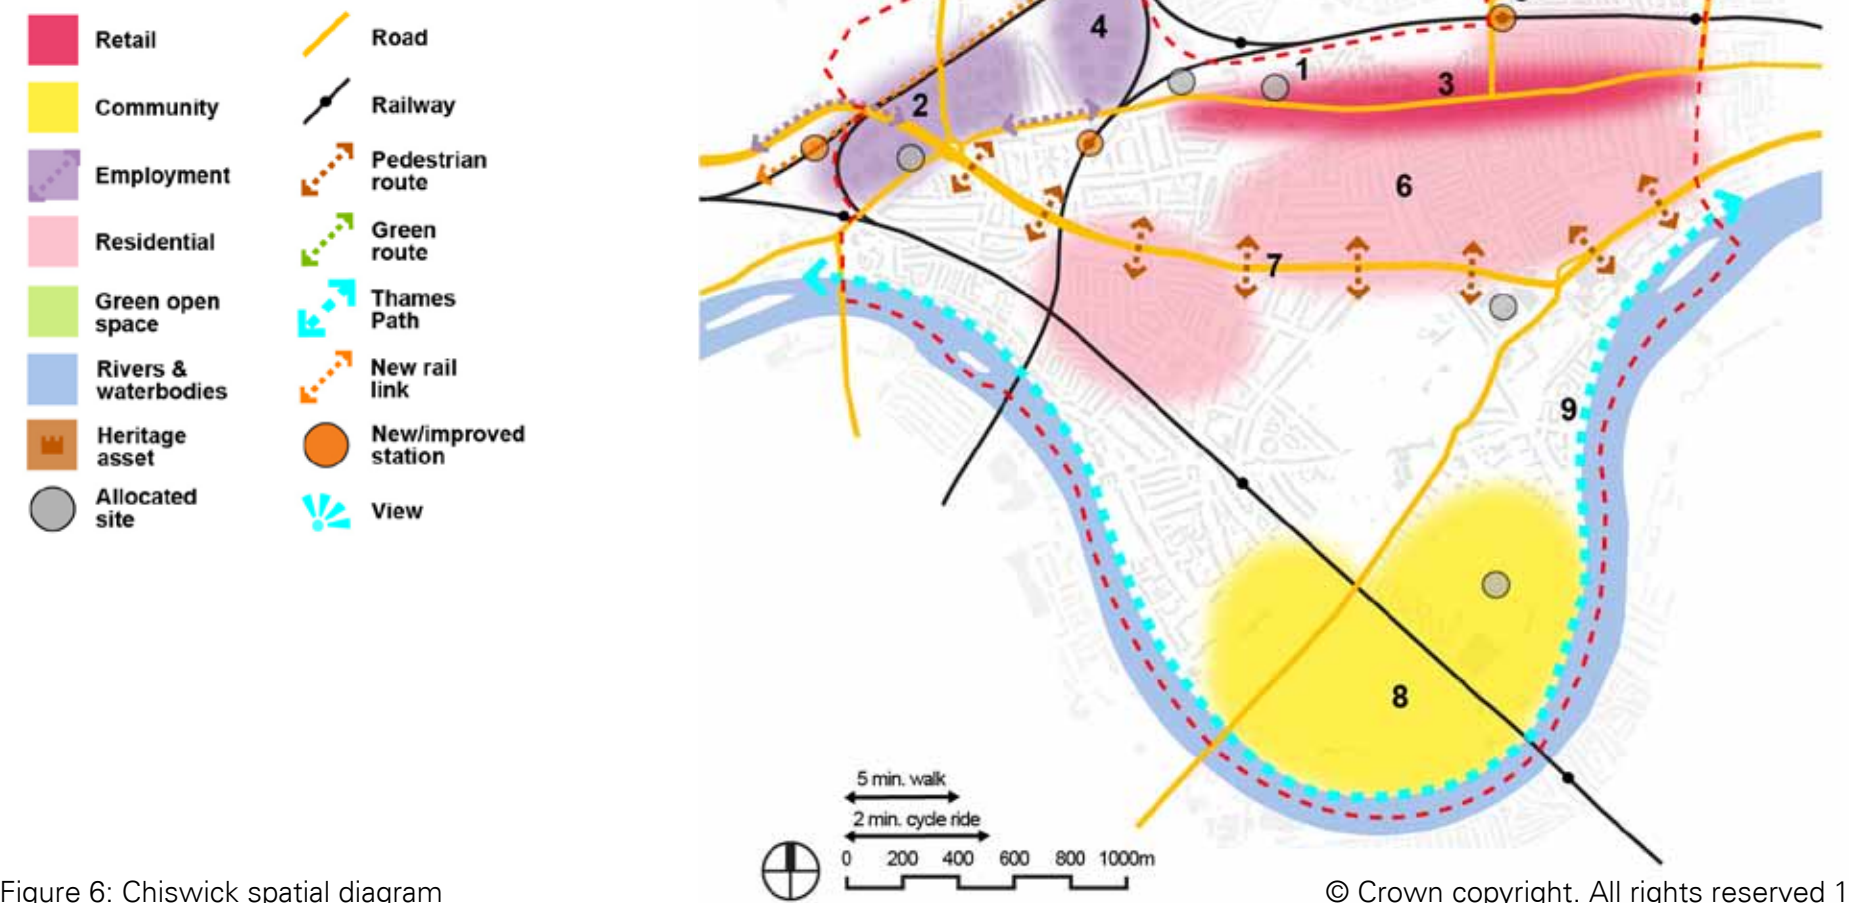 Retail
Community
Employment
Residential
Green open
space
Rivers &
waterbodies
Heritage
asset
Allocated
site
Road
Railway
Pedestrian
route
Green
route
Thames
Path
New rail
link
New/improved
station
View
4
1
3
2
6
7
9
8
5 min. walk
2 min. cycle ride
0 200 400 600 800 1000m
Figure 6: Chiswick spatial diagram
© Crown copyright. All rights reserved 1